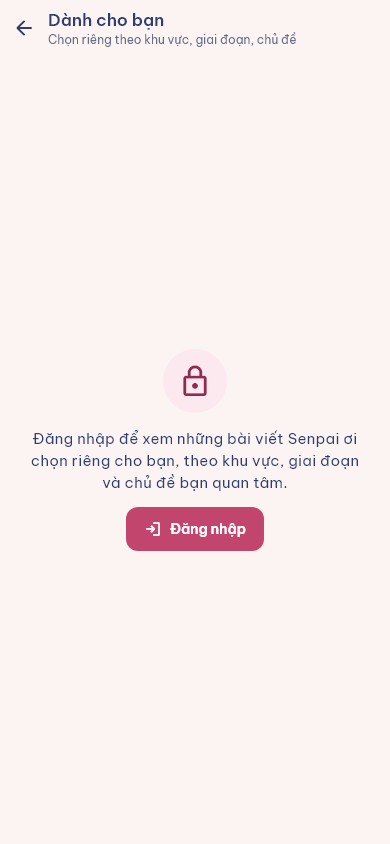 Dành cho bạn
Chọn riêng theo khu vực, giai đoạn, chủ đề
Đăng nhập để xem những bài viết Senpai ơi
chọn riêng cho bạn, theo khu vực, giai đoạn
và chủ đề bạn quan tâm.
Đăng nhập